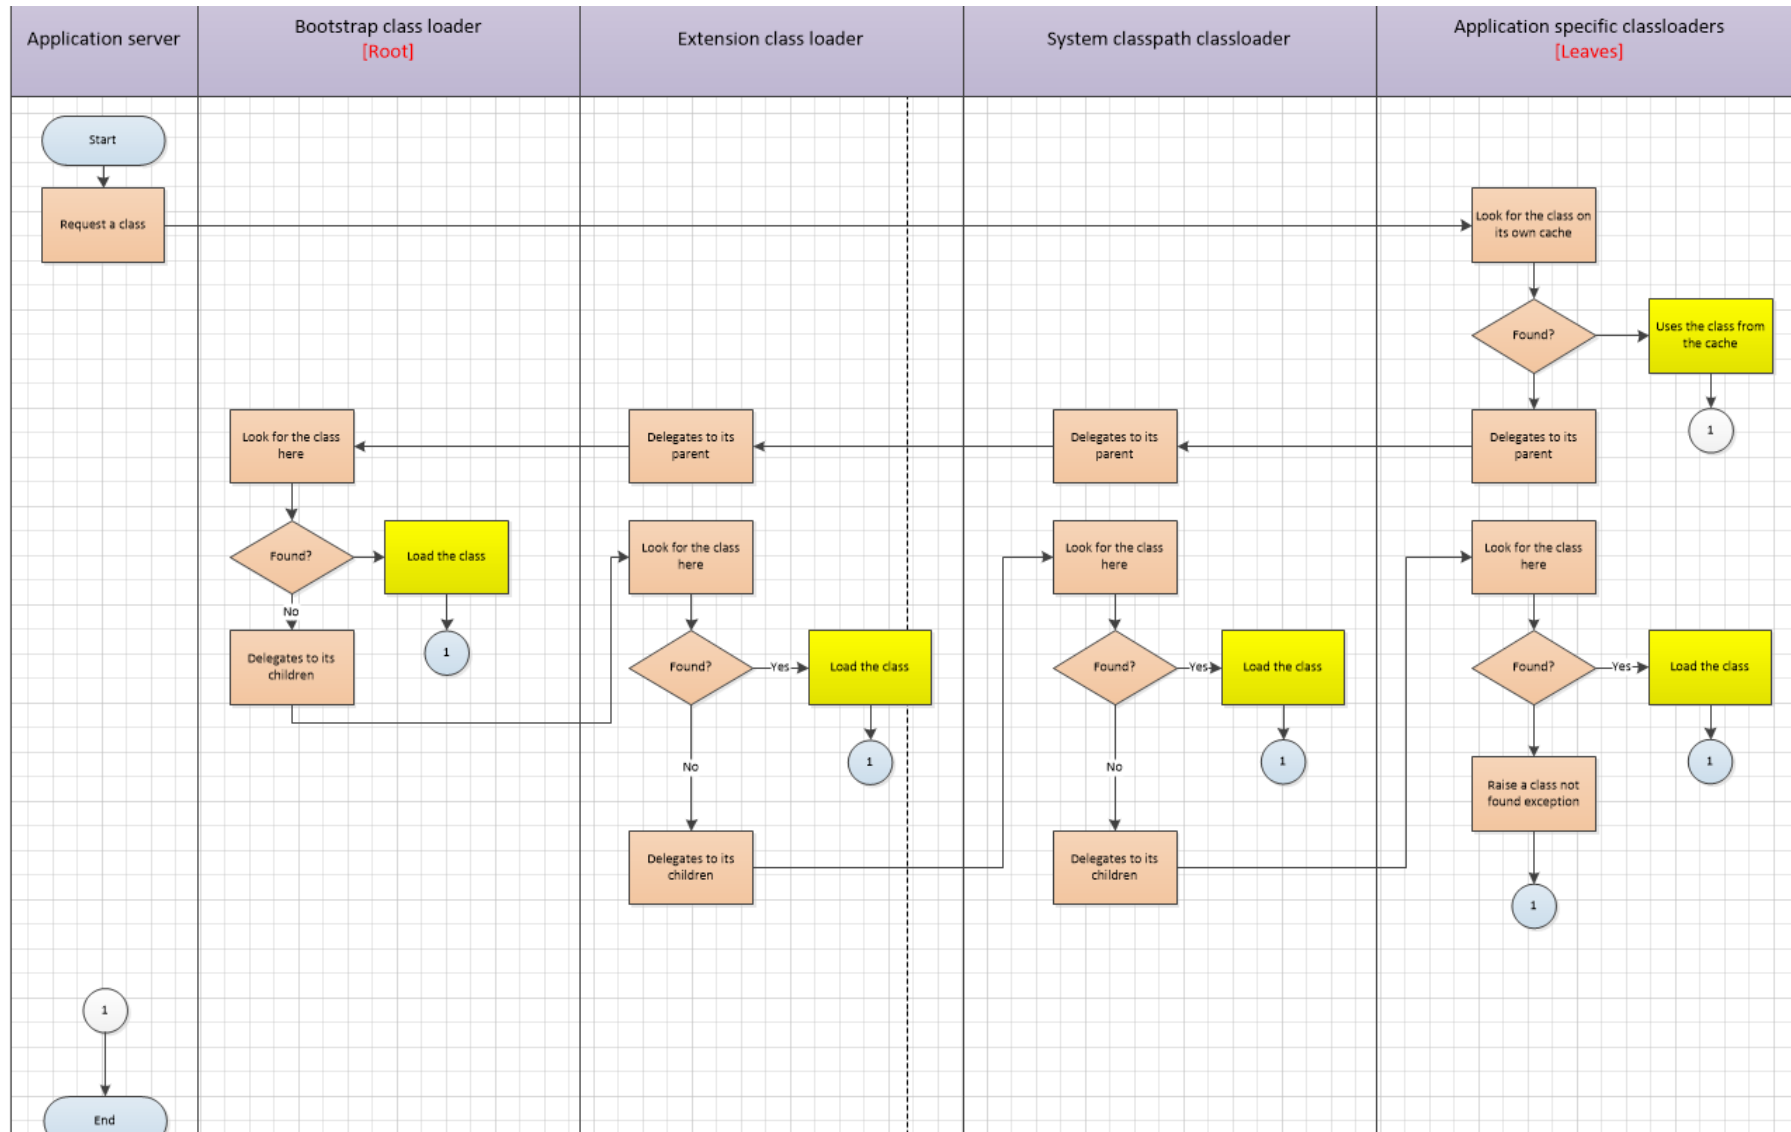 Application server
Bootstrap class loader
[Root]
Extension class loader
System classpath classloader
Application specific classloaders
[Leaves]
Start
Request a class
Look for the class on
its own cache
Found?
Uses the class from
the cache
1
Look for the class
here
Delegates to its
parent
Delegates to its
parent
Delegates to its
parent
Found?
Load the class
No
1
Delegates to its
children
Look for the class
here
Found?
Yes
Load the class
1
No
Delegates to its
children
Look for the class
here
Found?
Yes
Load the class
1
No
Delegates to its
children
Look for the class
here
Found?
Yes
Load the class
1
Raise a class not
found exception
1
1
End